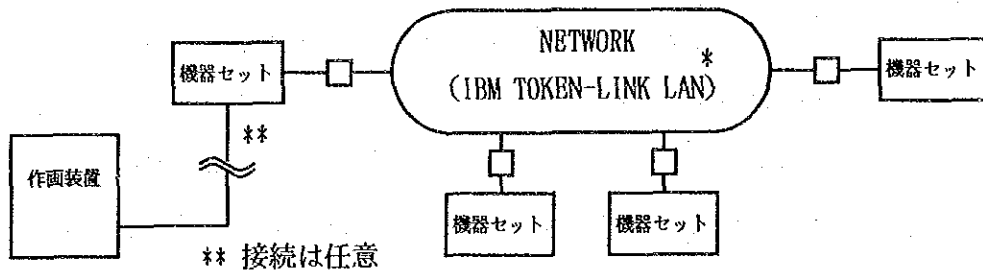 NETWORK
*
(IBM TOKEN-LINK LAN)
機器セット
機器セット
**
作画装置
機器セット
機器セット
** 接続は任意